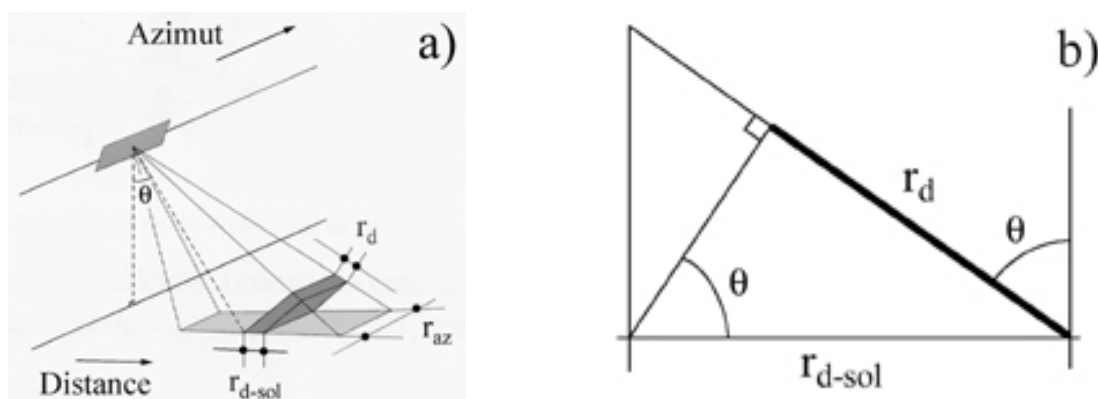 Azimut
a)
θ
r_d
r_az
Distance
r_d-sol
b)
r_d
θ
θ
r_d-sol